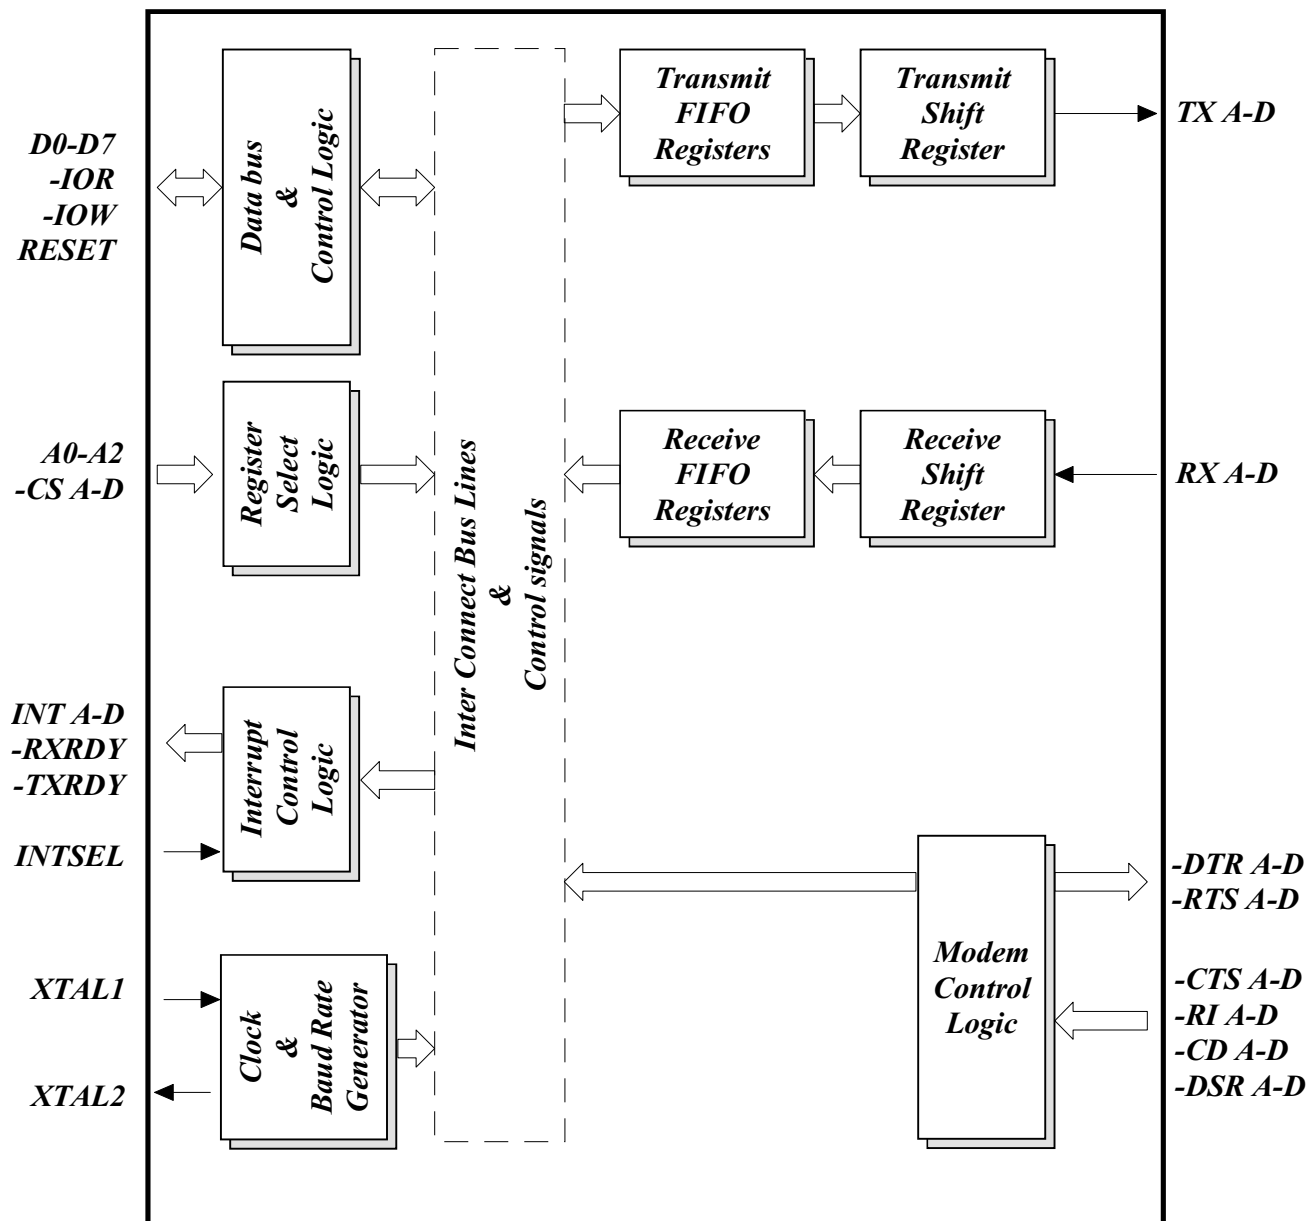 D0-D7
-IOR
-IOW
RESET
Data bus
&
Control Logic
A0-A2
-CS A-D
Register
Select
Logic
INT A-D
-RXRDY
-TXRDY
INTSEL
Interrupt
Control
Logic
XTAL1
XTAL2
Clock
&
Baud Rate
Generator
Inter Connect Bus Lines
&
Control signals
Transmit
FIFO
Registers
Transmit
Shift
Register
TX A-D
Receive
FIFO
Registers
Receive
Shift
Register
RX A-D
Modem
Control
Logic
-DTR A-D
-RTS A-D
-CTS A-D
-RI A-D
-CD A-D
-DSR A-D